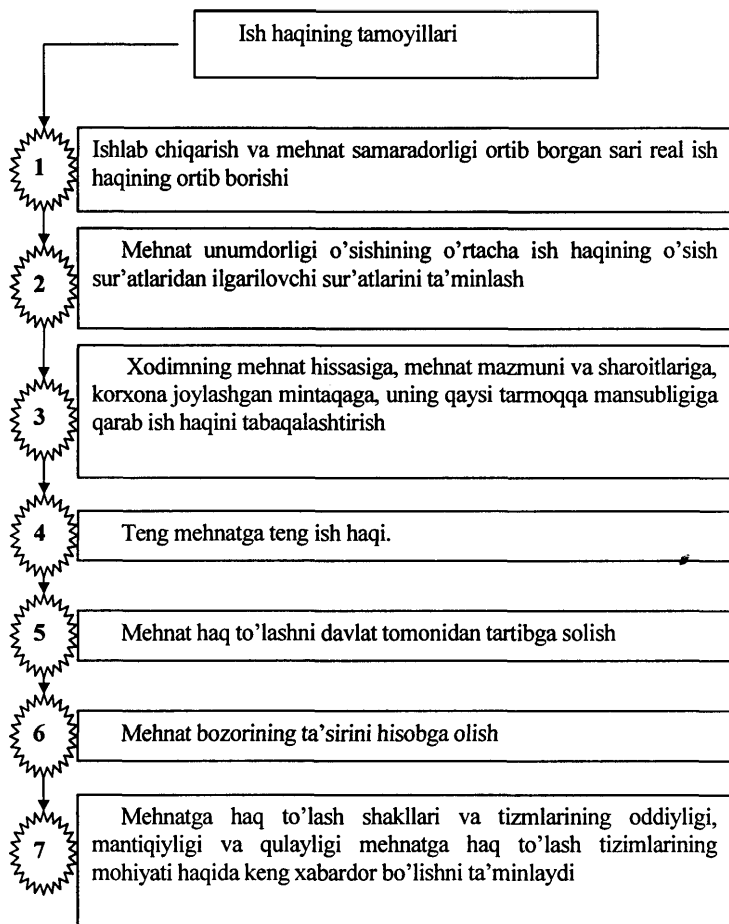 Ish haqining tamoyillari
1
Ishlab chiqarish va mehnat samaradorligi ortib borgan sari real ish
haqining ortib borishi
2
Mehnat unumdorligi o'sishining o'rtacha ish haqining o'sish
sur'atlaridan ilgarilovchi sur'atlarini ta'minlash
3
Xodimning mehnat hissasiga, mehnat mazmuni va sharoitlariga,
korxona joylashgan mintaqaga, uning qaysi tarmoqqa mansubligiga
qarab ish haqini tabaqalashtirish
4
Teng mehnatga teng ish haqi.
5
Mehnat haq to'lashni davlat tomonidan tartibga solish
6
Mehnat bozorining ta'sirini hisobga olish
7
Mehnatga haq to'lash shakllari va tizmlarining oddiyligi,
mantiqiyligi va qulayligi mehnatga haq to'lash tizimlarining
mohiyati haqida keng xabardor bo'lishni ta'minlaydi